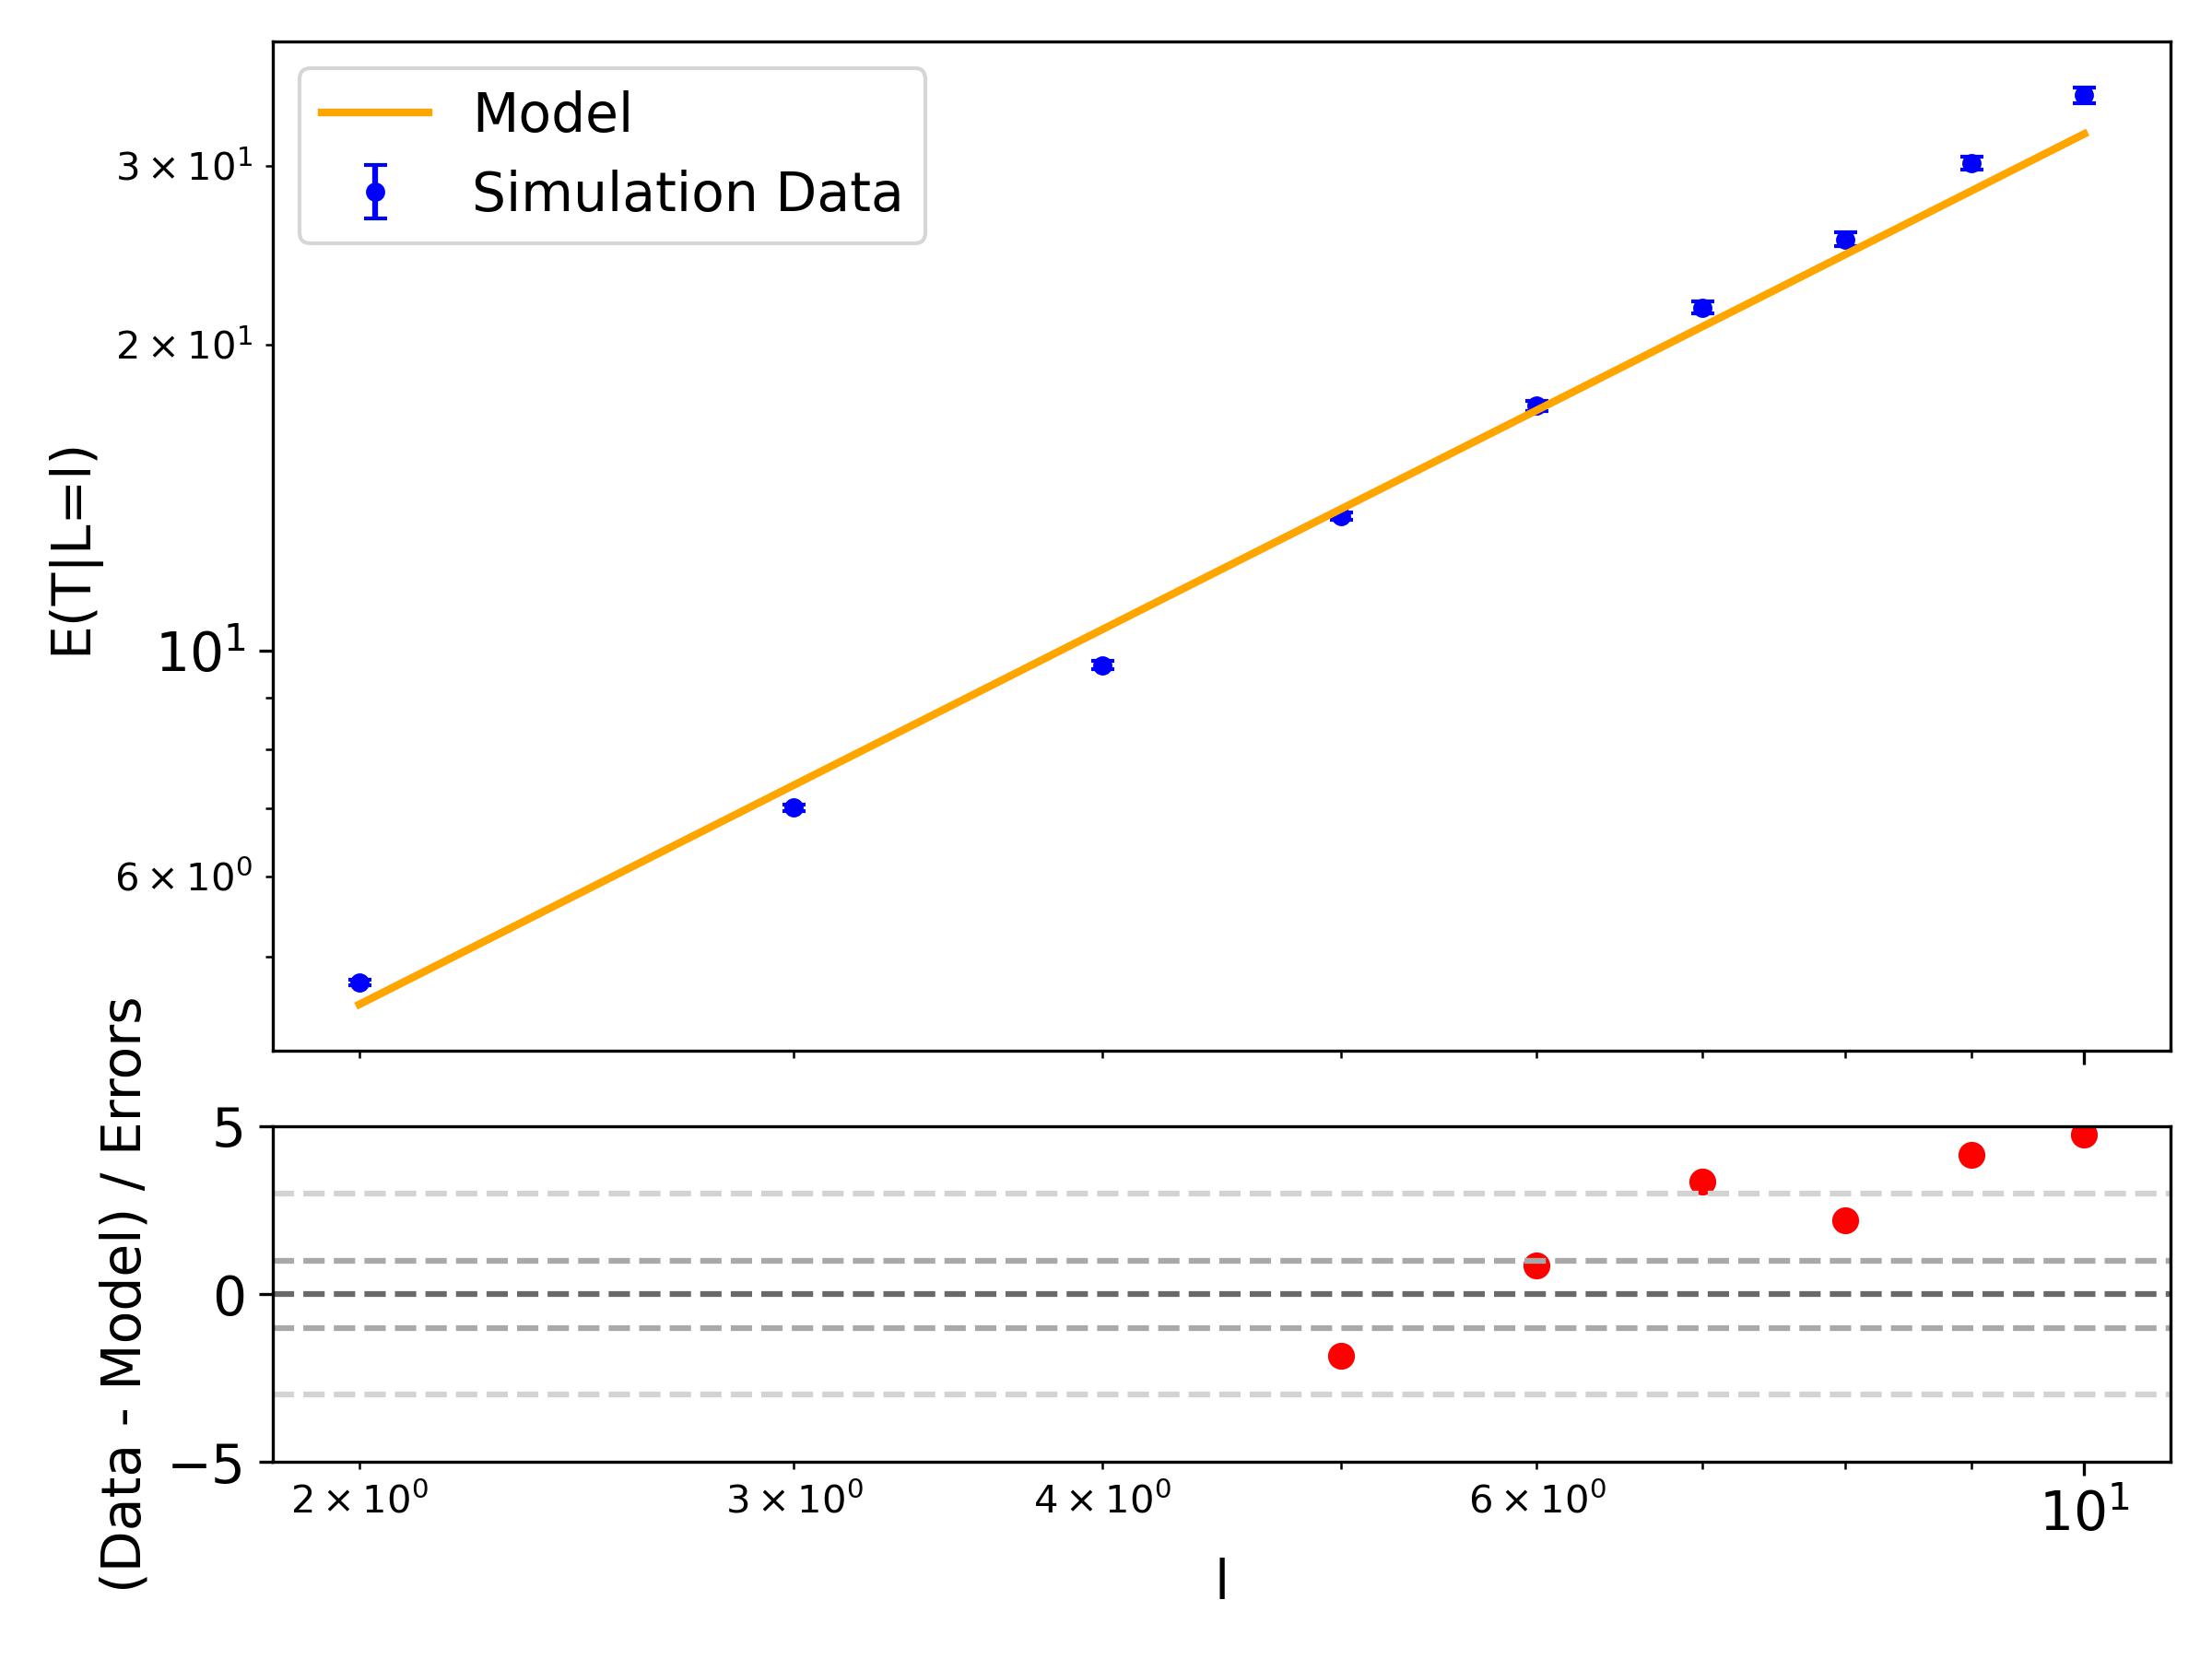 Model
Simulation Data
3 × 10¹
2 × 10¹
10¹
6 × 10⁰
E(T|L=l)
5
0
−5
(Data - Model) / Errors
2 × 10⁰
3 × 10⁰
4 × 10⁰
6 × 10⁰
10¹
l